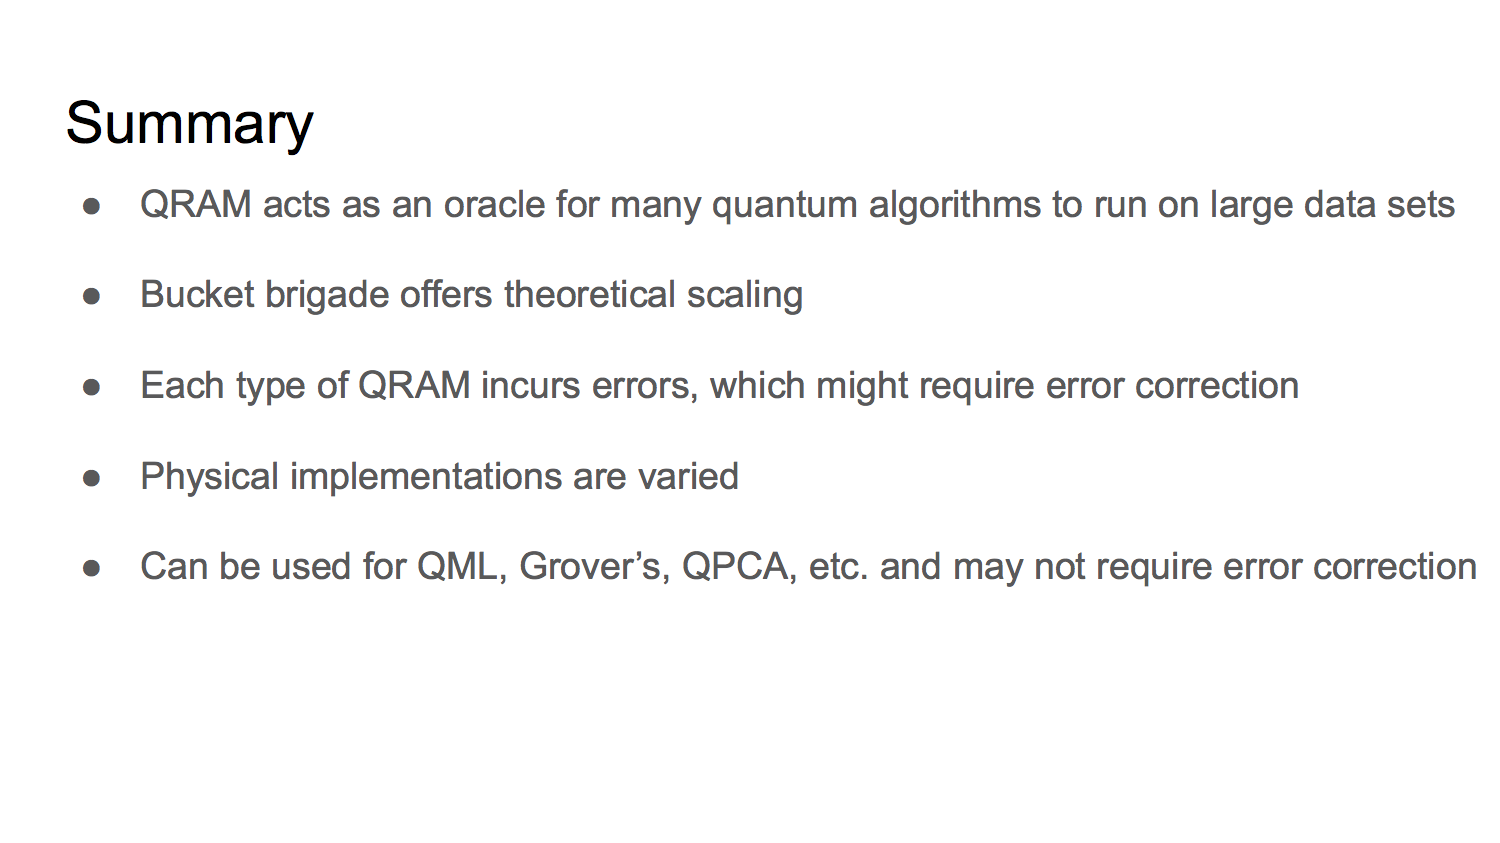 Summary
● QRAM acts as an oracle for many quantum algorithms to run on large data sets
● Bucket brigade offers theoretical scaling
● Each type of QRAM incurs errors, which might require error correction
● Physical implementations are varied
● Can be used for QML, Grover’s, QPCA, etc. and may not require error correction